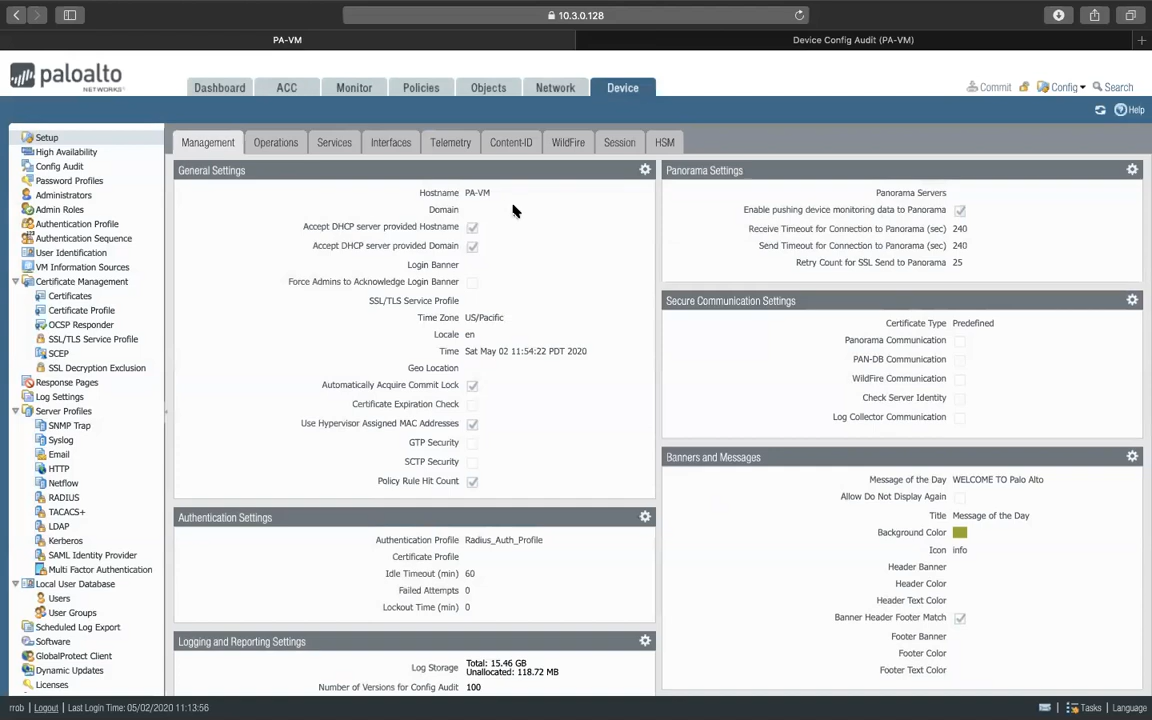 10.3.0.128
PA-VM
Device Config Audit (PA-VM)
paloalto
NETWORKS
Dashboard
ACC
Monitor
Policies
Objects
Network
Device
Commit
Config
Search
Help
Setup
High Availability
Config Audit
Password Profiles
Administrators
Admin Roles
Authentication Profile
Authentication Sequence
User Identification
VM Information Sources
Certificate Management
Certificates
Certificate Profile
OCSP Responder
SSL/TLS Service Profile
SCEP
SSL Decryption Exclusion
Response Pages
Log Settings
Server Profiles
SNMP Trap
Syslog
Email
HTTP
Netflow
RADIUS
TACACS+
LDAP
Kerberos
SAML Identity Provider
Multi Factor Authentication
Local User Database
Users
User Groups
Scheduled Log Export
Software
GlobalProtect Client
Dynamic Updates
Licenses
Management
Operations
Services
Interfaces
Telemetry
Content-ID
WildFire
Session
HSM
General Settings
Hostname PA-VM
Domain
Accept DHCP server provided Hostname
Accept DHCP server provided Domain
Login Banner
Force Admins to Acknowledge Login Banner
SSL/TLS Service Profile
Time Zone US/Pacific
Locale en
Time Sat May 02 11:54:22 PDT 2020
Geo Location
Automatically Acquire Commit Lock
Certificate Expiration Check
Use Hypervisor Assigned MAC Addresses
GTP Security
SCTP Security
Policy Rule Hit Count
Authentication Settings
Authentication Profile Radius_Auth_Profile
Certificate Profile
Idle Timeout (min) 60
Failed Attempts 0
Lockout Time (min) 0
Logging and Reporting Settings
Log Storage Total: 15.46 GB
Unallocated: 118.72 MB
Number of Versions for Config Audit 100
Panorama Settings
Panorama Servers
Enable pushing device monitoring data to Panorama
Receive Timeout for Connection to Panorama (sec) 240
Send Timeout for Connection to Panorama (sec) 240
Retry Count for SSL Send to Panorama 25
Secure Communication Settings
Certificate Type Predefined
Panorama Communication
PAN-DB Communication
WildFire Communication
Check Server Identity
Log Collector Communication
Banners and Messages
Message of the Day WELCOME TO Palo Alto
Allow Do Not Display Again
Title Message of the Day
Background Color
Icon info
Header Banner
Header Color
Header Text Color
Banner Header Footer Match
Footer Banner
Footer Color
Footer Text Color
rrob | Logout | Last Login Time: 05/02/2020 11:13:56
Tasks | Language